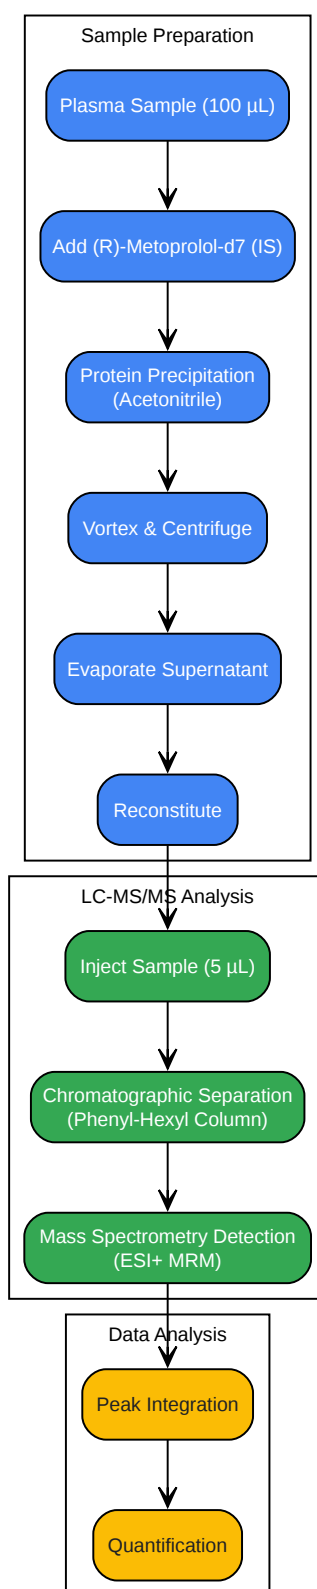 Sample Preparation
Plasma Sample (100 µL)
Add (R)-Metoprolol-d7 (IS)
Protein Precipitation
(Acetonitrile)
Vortex & Centrifuge
Evaporate Supernatant
Reconstitute
LC-MS/MS Analysis
Inject Sample (5 µL)
Chromatographic Separation
(Phenyl-Hexyl Column)
Mass Spectrometry Detection
(ESI+ MRM)
Data Analysis
Peak Integration
Quantification